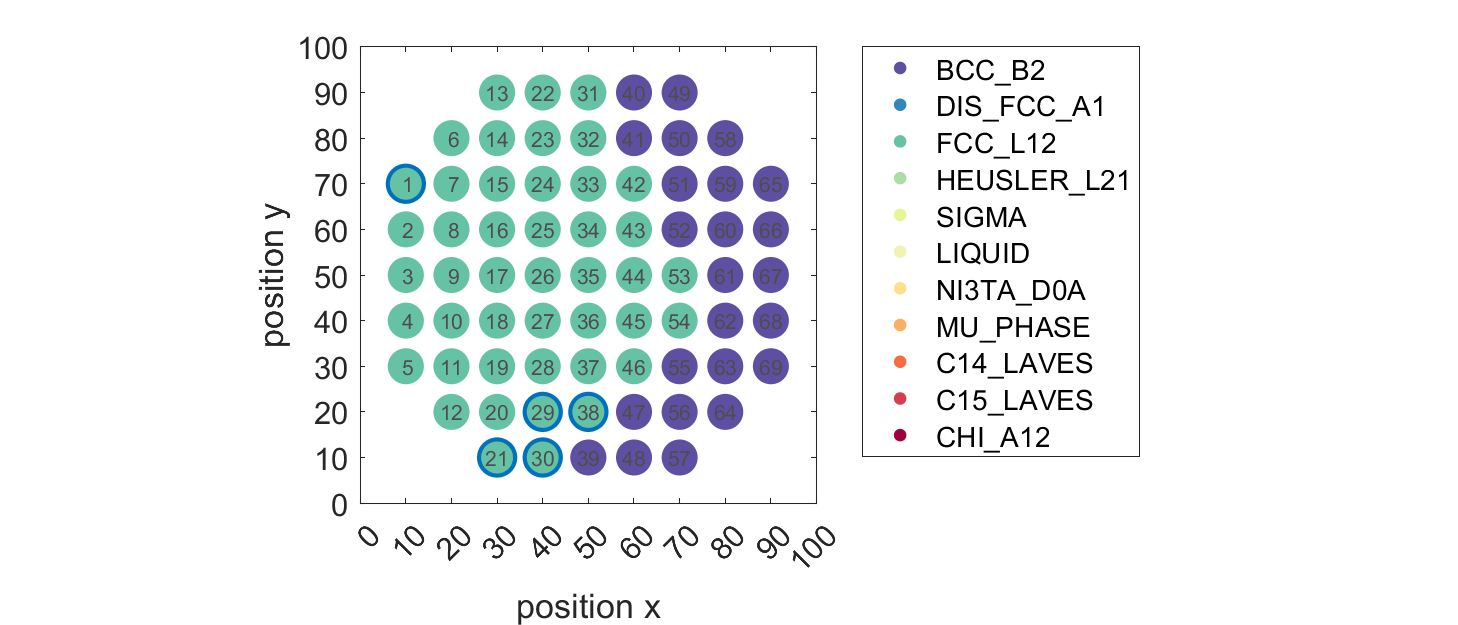 100
90
80
70
60
50
40
30
20
10
0
position y
13 22 31 40 49
6 14 23 32 41 50 58
1 7 15 24 33 42 51 59 65
2 8 16 25 34 43 52 60 66
3 9 17 26 35 44 53 61 67
4 10 18 27 36 45 54 62 68
5 11 19 28 37 46 55 63 69
12 20 29 38 47 56 64
21 30 39 48 57
0 10 20 30 40 50 60 70 80 90 100
position x
BCC_B2
DIS_FCC_A1
FCC_L12
HEUSLER_L21
SIGMA
LIQUID
NI3TA_D0A
MU_PHASE
C14_LAVES
C15_LAVES
CHI_A12